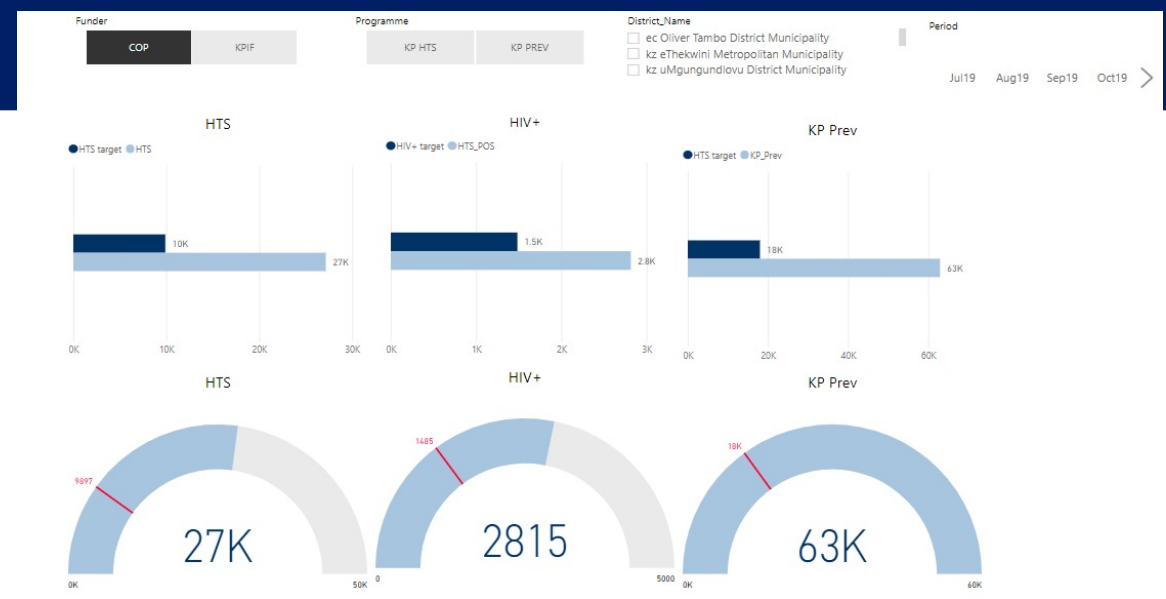 Funder
Programme
District_Name
Period
COP
KPIF
KP HTS
KP PREV
ec Oliver Tambo District Municipality
kz eThekwini Metropolitan Municipality
kz uMgungundlovu District Municipality
Jul19 Aug19 Sep19 Oct19
HTS
HTS target HTS
10K
27K
0K 10K 20K 30K
HIV+
HIV+ target HTS_POS
1.5K
2.8K
0K 1K 2K 3K
KP Prev
HTS target KP_Prev
18K
63K
0K 20K 40K 60K
HTS
9897
27K
0K 50K
HIV+
1485
2815
0 5000
KP Prev
18K
63K
0K 60K